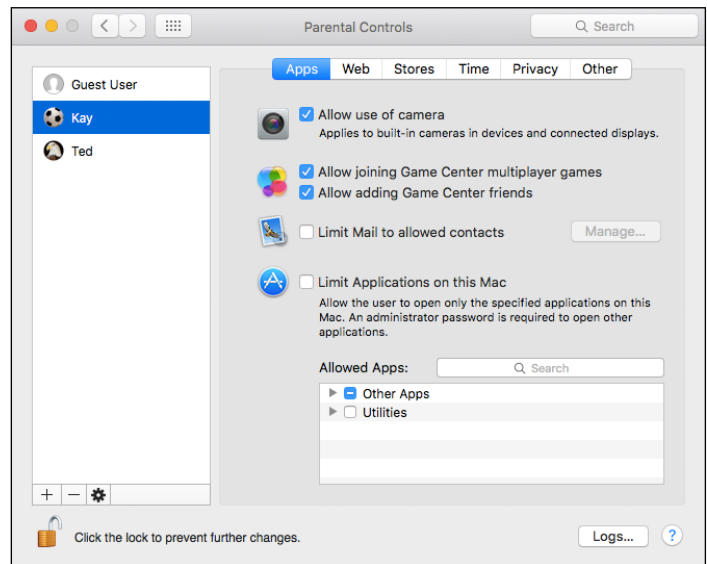 Parental Controls
Search
Apps Web Stores Time Privacy Other
Guest User
Kay
Ted
Allow use of camera
Applies to built-in cameras in devices and connected displays.
Allow joining Game Center multiplayer games
Allow adding Game Center friends
Limit Mail to allowed contacts
Manage...
Limit Applications on this Mac
Allow the user to open only the specified applications on this
Mac. An administrator password is required to open other
applications.
Allowed Apps:
Search
Other Apps
Utilities
Click the lock to prevent further changes.
Logs...
?